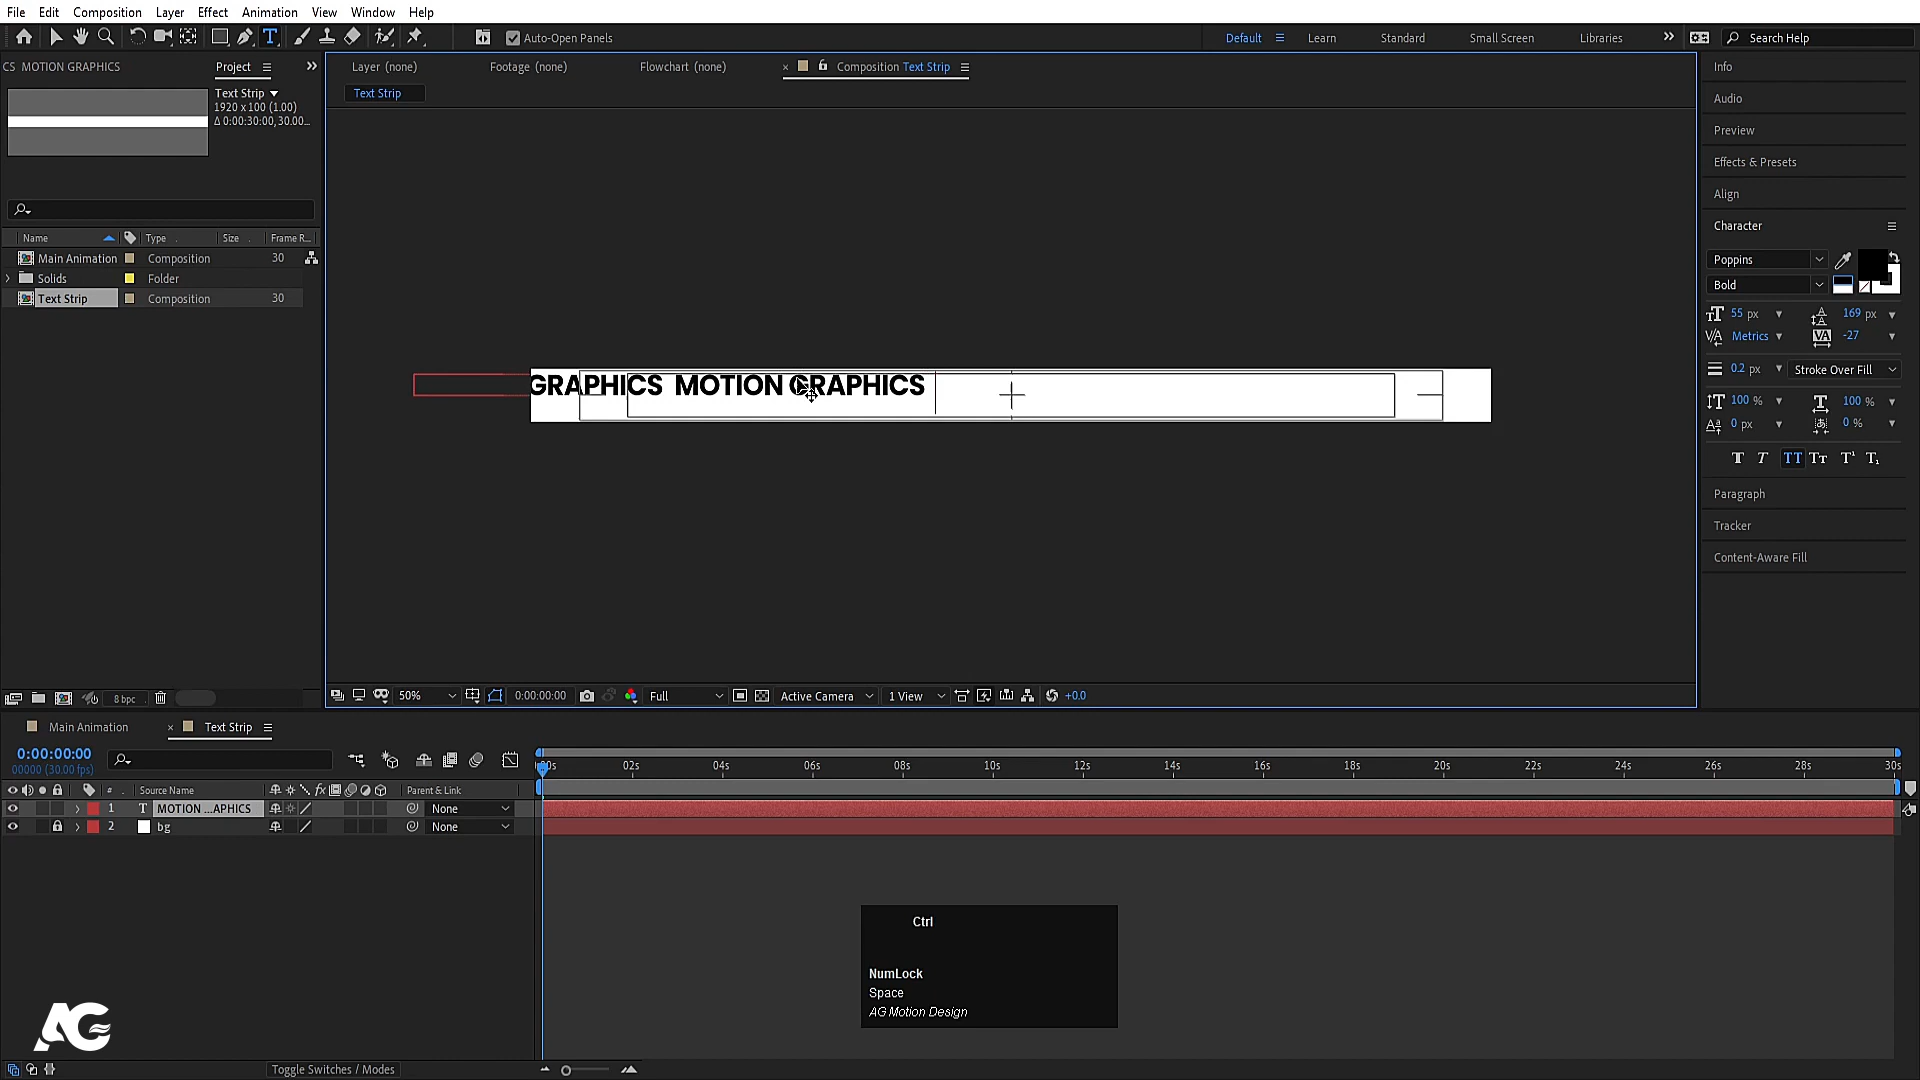 File Edit Composition Layer Effect Animation View Window Help
Auto-Open Panels Default Learn Standard Small Screen Libraries Search Help
CS MOTION GRAPHICS Project
Layer (none) Footage (none) Flowchart (none) Composition Text Strip
Text Strip
Text Strip
1920 x 100 (1.00)
Δ 0:00:30:00, 30.00...
Name Type Size Frame R...
Main Animation Composition 30
Solids Folder
Text Strip Composition 30
GRAPHICS MOTION GRAPHICS
Info
Audio
Preview
Effects & Presets
Align
Character
Poppins
Bold
55 px 169 px
Metrics -27
0.2 px Stroke Over Fill
100 % 100 %
0 px 0 %
Paragraph
Tracker
Content-Aware Fill
8 bpc
50% 0:00:00:00 Full Active Camera 1 View +0.0
Main Animation Text Strip
0:00:00:00
00000 (30.00 fps)
00s 02s 04s 06s 08s 10s 12s 14s 16s 18s 20s 22s 24s 26s 28s 30s
# Source Name Parent & Link
1 MOTION ...APHICS None
2 bg None
Ctrl
NumLock
Space
AG Motion Design
AG
Toggle Switches / Modes